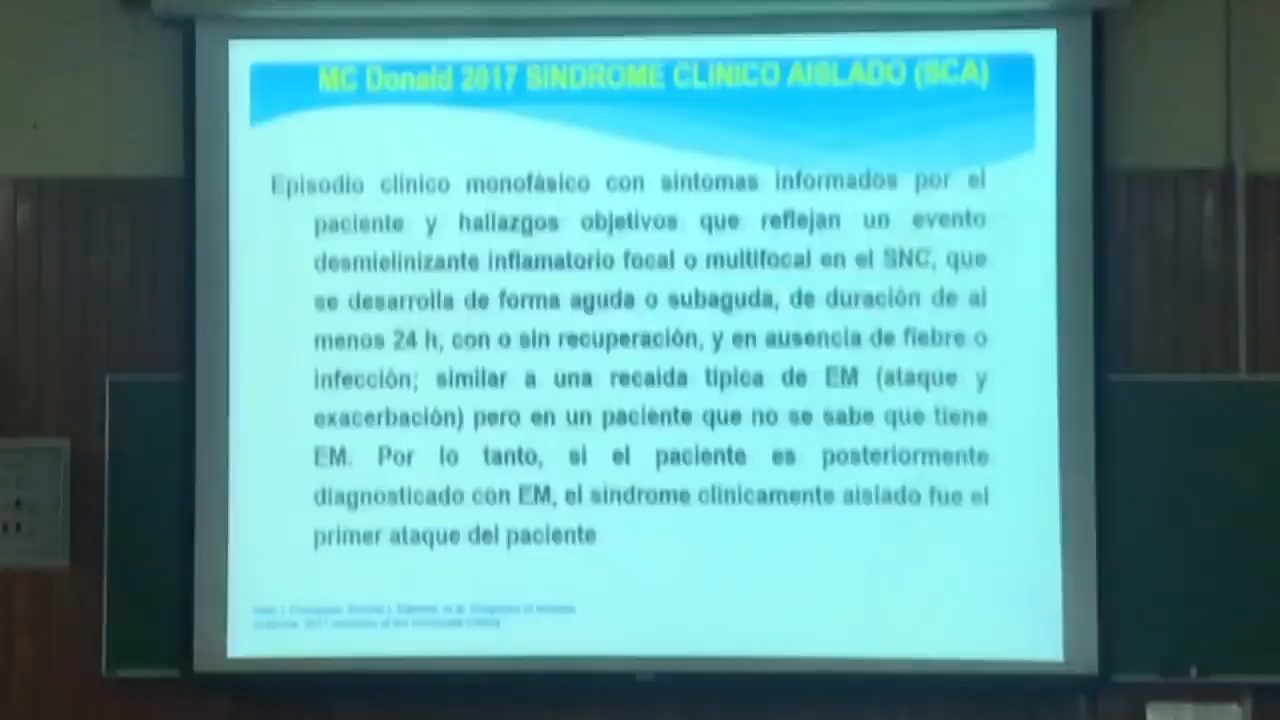 MC Donald 2017 SINDROME CLINICO AISLADO (SCA)
Episodio clinico monofásico con sintomas informados por el
paciente y hallazgos objetivos que reflejan un evento
desmielinizante inflamatorio focal o multifocal en el SNC, que
se desarrolla de forma aguda o subaguda, de duración de al
menos 24 h, con o sin recuperación, y en ausencia de fiebre o
infección; similar a una recaida tipica de EM (ataque y
exacerbación) pero en un paciente que no se sabe que tiene
EM. Por lo tanto, si el paciente es posteriormente
diagnosticado con EM, el sindrome clinicamente aislado fue el
primer ataque del paciente